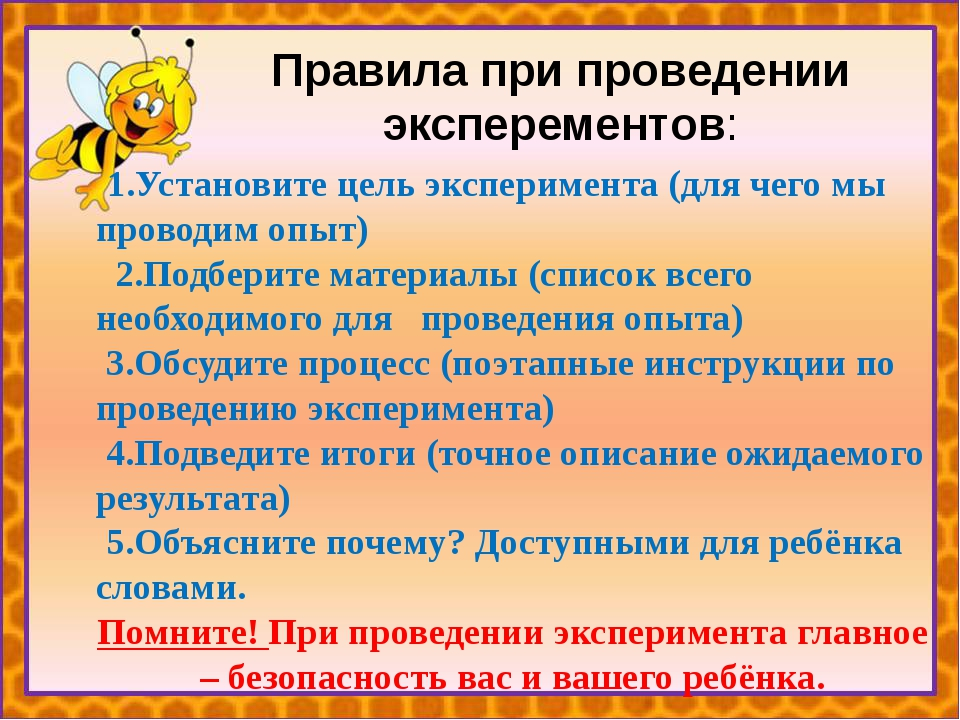 Правила при проведении
эксперементов:
1.Установите цель эксперимента (для чего мы
проводим опыт)
2.Подберите материалы (список всего
необходимого для проведения опыта)
3.Обсудите процесс (поэтапные инструкции по
проведению эксперимента)
4.Подведите итоги (точное описание ожидаемого
результата)
5.Объясните почему? Доступными для ребёнка
словами.
Помните! При проведении эксперимента главное
– безопасность вас и вашего ребёнка.